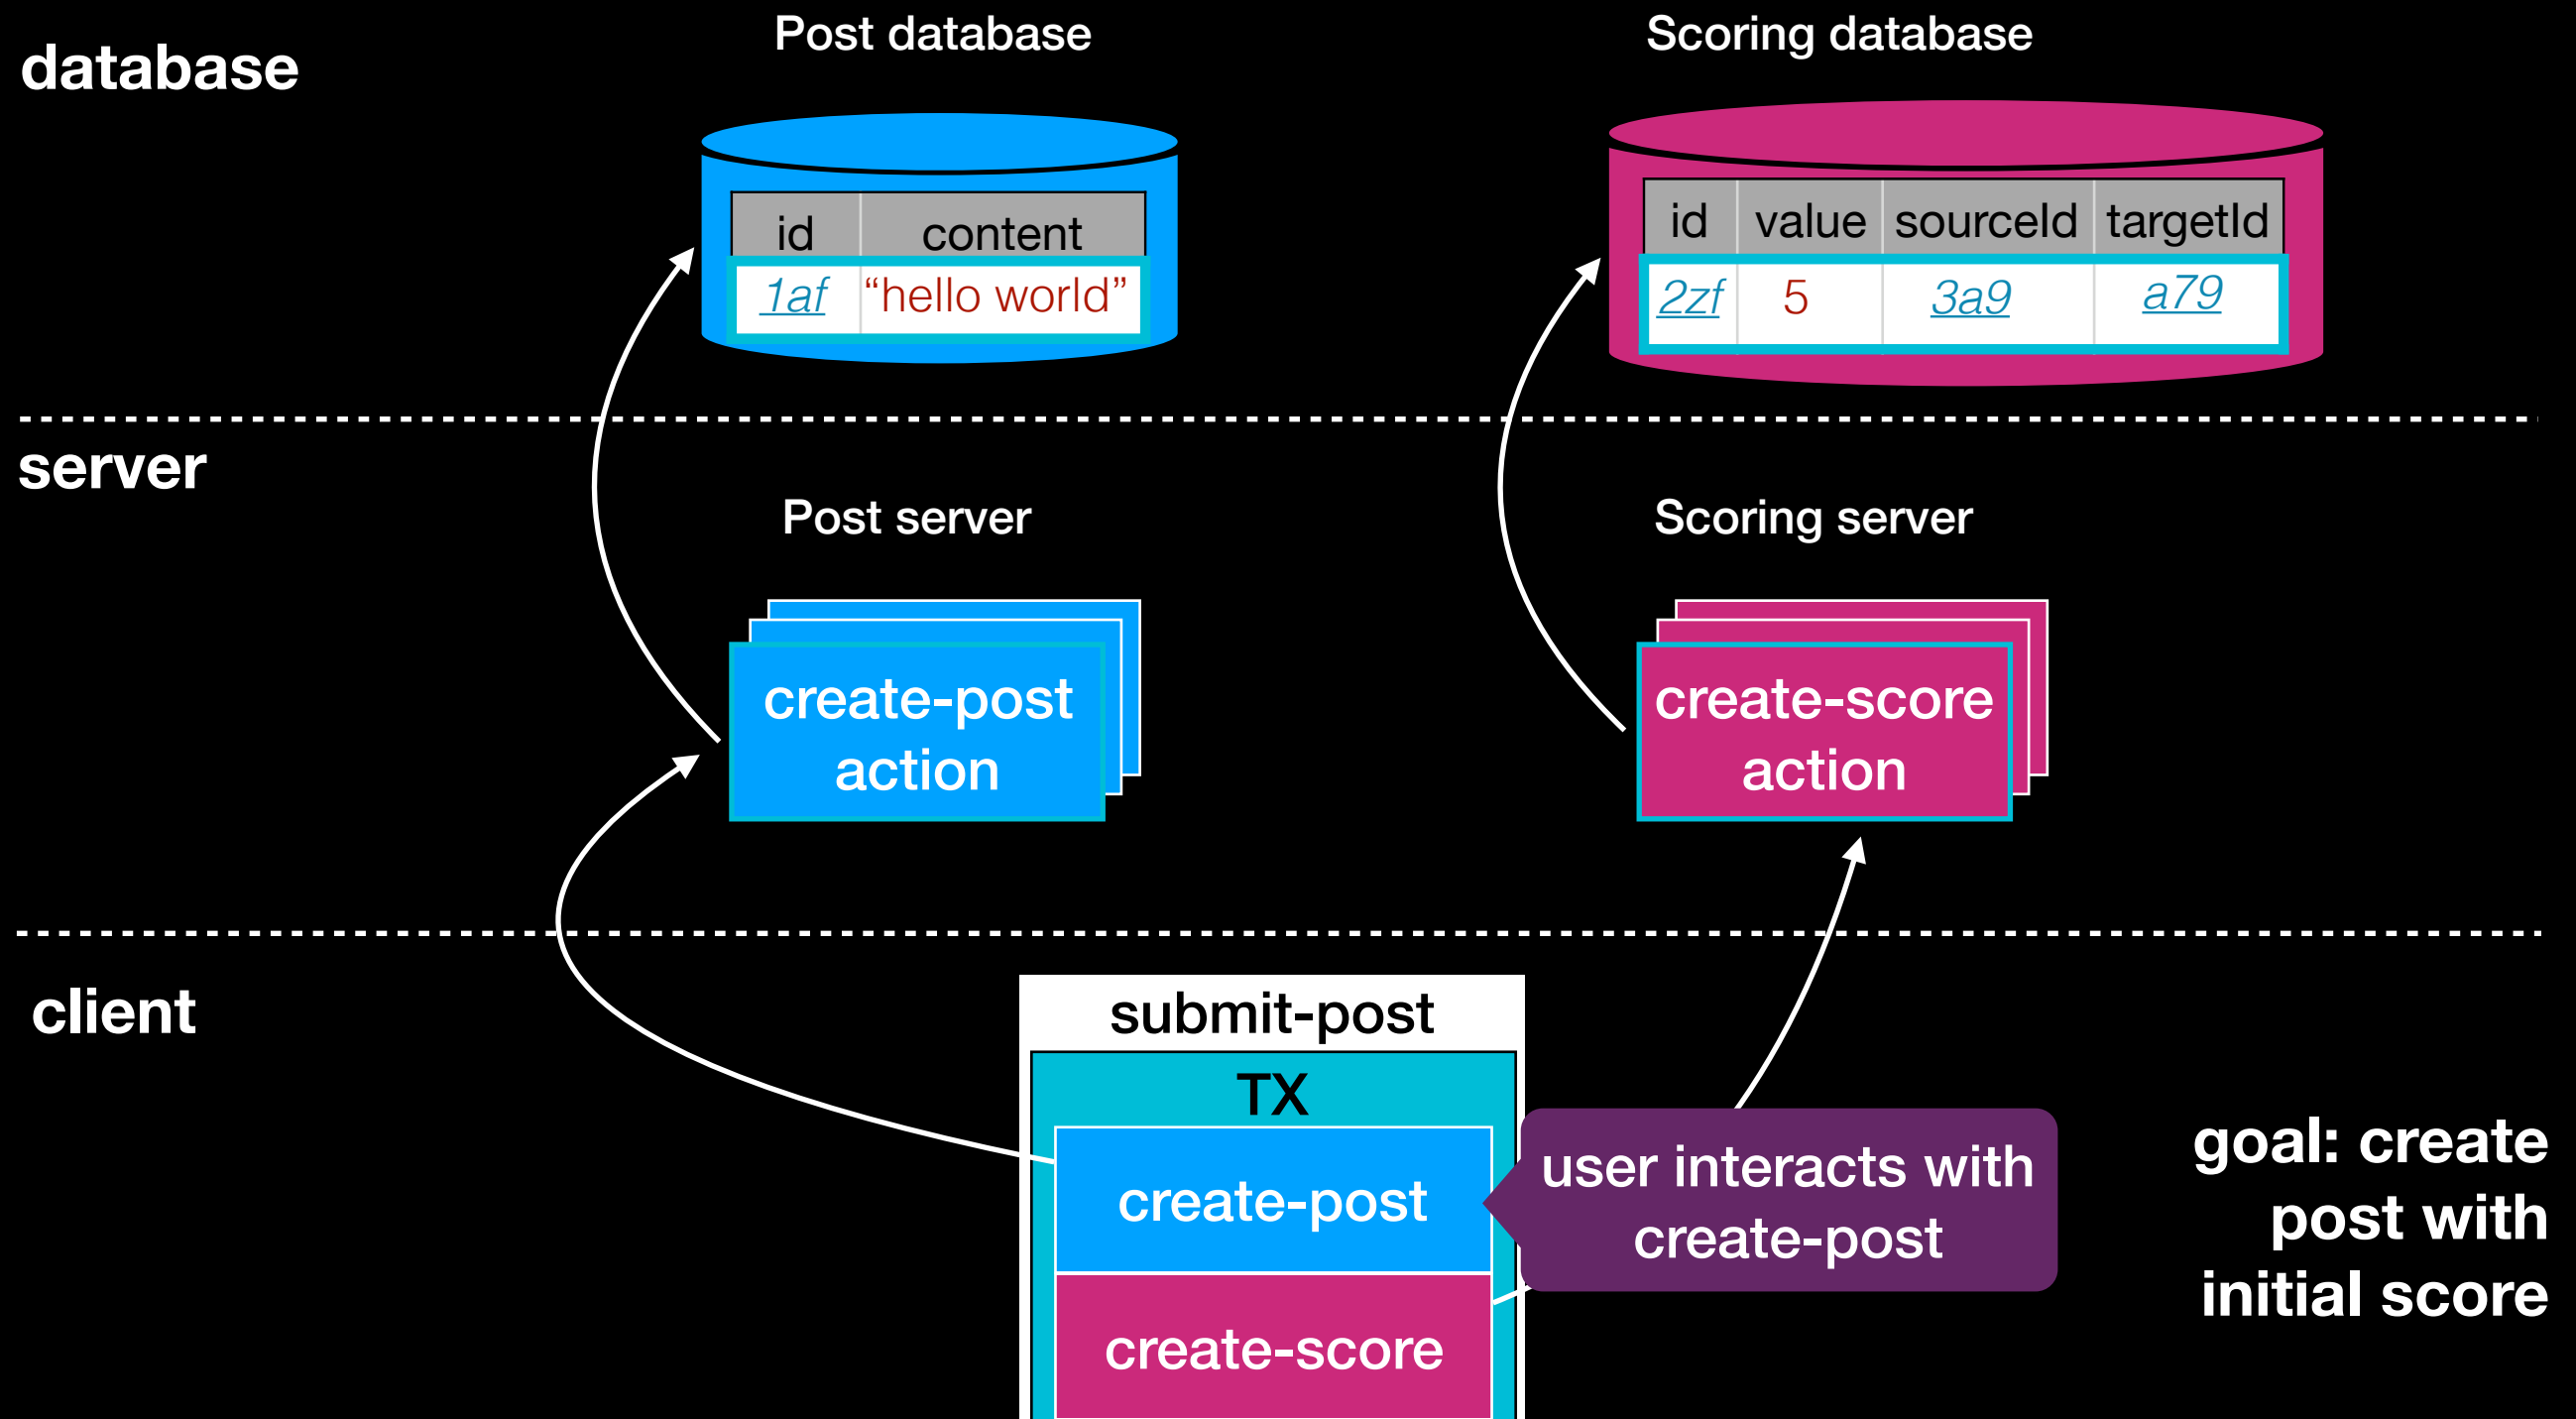 database
Post database
Scoring database
id content
1af “hello world”
id value sourceId targetId
2zf 5 3a9 a79
server
Post server
Scoring server
create-post
action
create-score
action
client
submit-post
TX
create-post
create-score
user interacts with
create-post
goal: create
post with
initial score